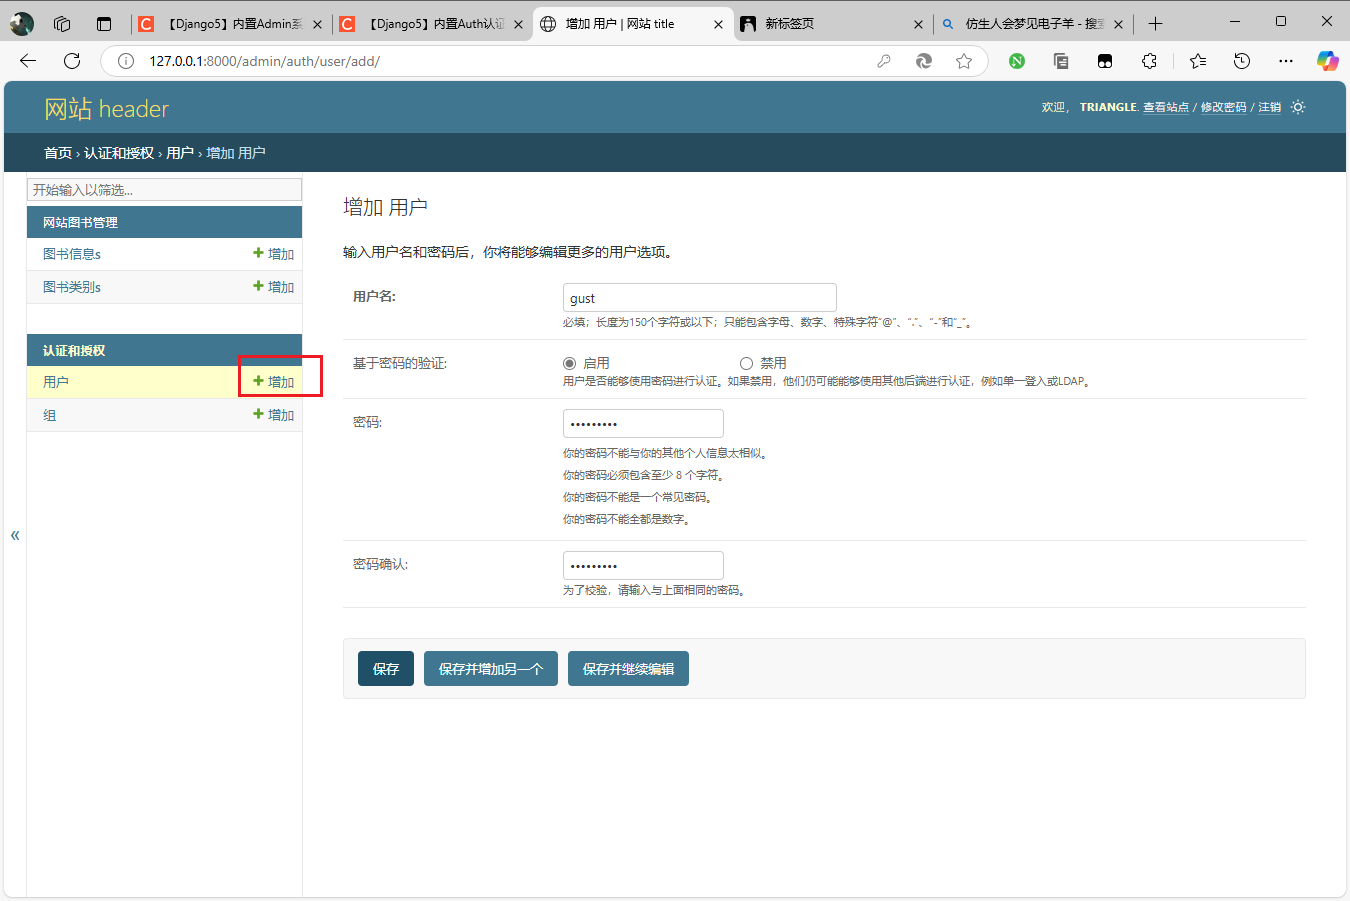 【Django5】内置Admin系
【Django5】内置Auth认证
增加 用户 | 网站 title
新标签页
仿生人会梦见电子羊 - 搜索
127.0.0.1:8000/admin/auth/user/add/
网站 header
欢迎， TRIANGLE. 查看站点 / 修改密码 / 注销
首页 › 认证和授权 › 用户 › 增加 用户
开始输入以筛选...
网站图书管理
图书信息s
增加
图书类别s
增加
认证和授权
用户
增加
组
增加
«
增加 用户
输入用户名和密码后，你将能够编辑更多的用户选项。
用户名:
gust
必填；长度为150个字符或以下；只能包含字母、数字、特殊字符“@”、“.”、“-”和“_”。
基于密码的验证:
启用
禁用
用户是否能够使用密码进行认证。如果禁用，他们仍可能能够使用其他后端进行认证，例如单一登入或LDAP。
密码:
•••••••••
你的密码不能与你的其他个人信息太相似。
你的密码必须包含至少 8 个字符。
你的密码不能是一个常见密码。
你的密码不能全都是数字。
密码确认:
•••••••••
为了校验，请输入与上面相同的密码。
保存
保存并增加另一个
保存并继续编辑